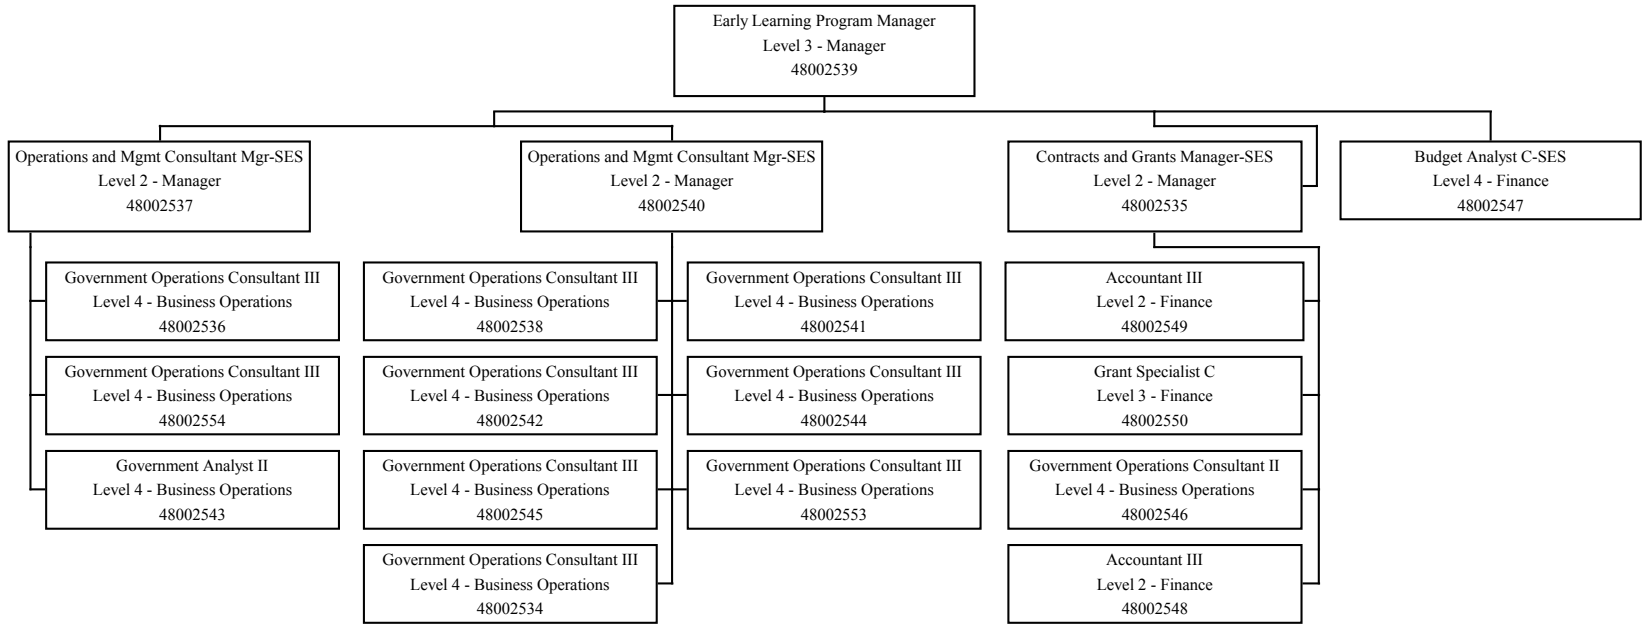 Early Learning Program Manager
Level 3 - Manager
48002539
Operations and Mgmt Consultant Mgr-SES
Level 2 - Manager
48002537
Operations and Mgmt Consultant Mgr-SES
Level 2 - Manager
48002540
Contracts and Grants Manager-SES
Level 2 - Manager
48002535
Budget Analyst C-SES
Level 4 - Finance
48002547
Government Operations Consultant III
Level 4 - Business Operations
48002536
Government Operations Consultant III
Level 4 - Business Operations
48002538
Government Operations Consultant III
Level 4 - Business Operations
48002541
Accountant III
Level 2 - Finance
48002549
Government Operations Consultant III
Level 4 - Business Operations
48002554
Government Operations Consultant III
Level 4 - Business Operations
48002542
Government Operations Consultant III
Level 4 - Business Operations
48002544
Grant Specialist C
Level 3 - Finance
48002550
Government Analyst II
Level 4 - Business Operations
48002543
Government Operations Consultant III
Level 4 - Business Operations
48002545
Government Operations Consultant III
Level 4 - Business Operations
48002553
Government Operations Consultant II
Level 4 - Business Operations
48002546
Government Operations Consultant III
Level 4 - Business Operations
48002534
Accountant III
Level 2 - Finance
48002548